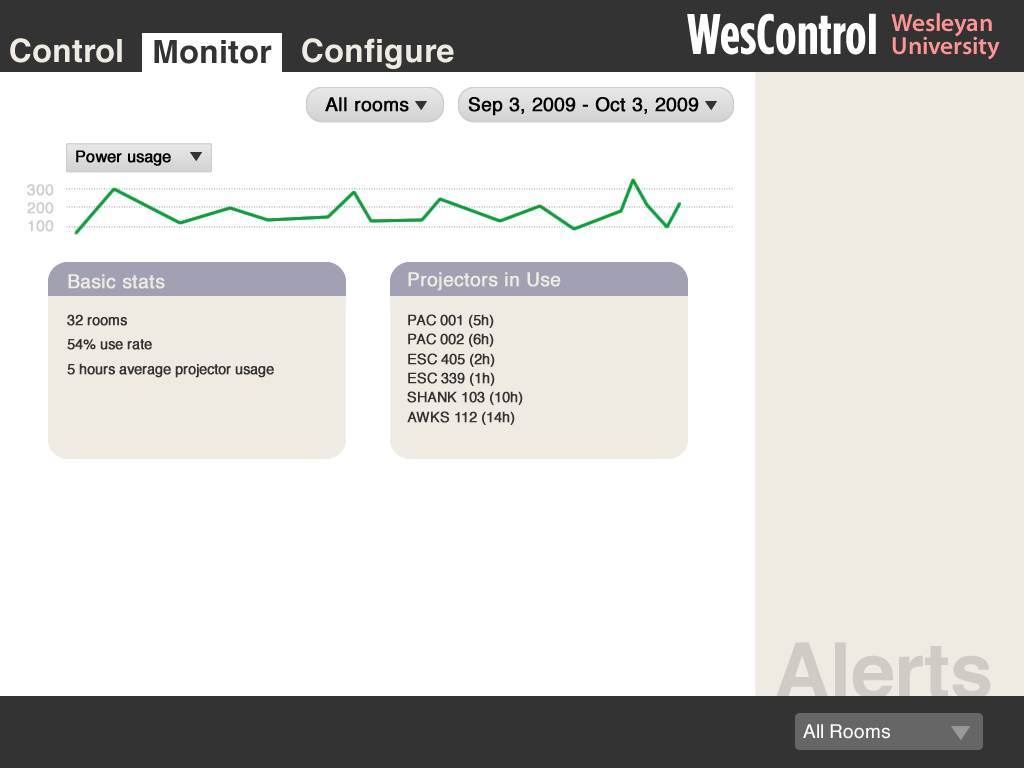 Control
Monitor
Configure
WesControl
Wesleyan
University
All rooms
Sep 3, 2009 - Oct 3, 2009
Power usage
300
200
100
Basic stats
32 rooms
54% use rate
5 hours average projector usage
Projectors in Use
PAC 001 (5h)
PAC 002 (6h)
ESC 405 (2h)
ESC 339 (1h)
SHANK 103 (10h)
AWKS 112 (14h)
Alerts
All Rooms